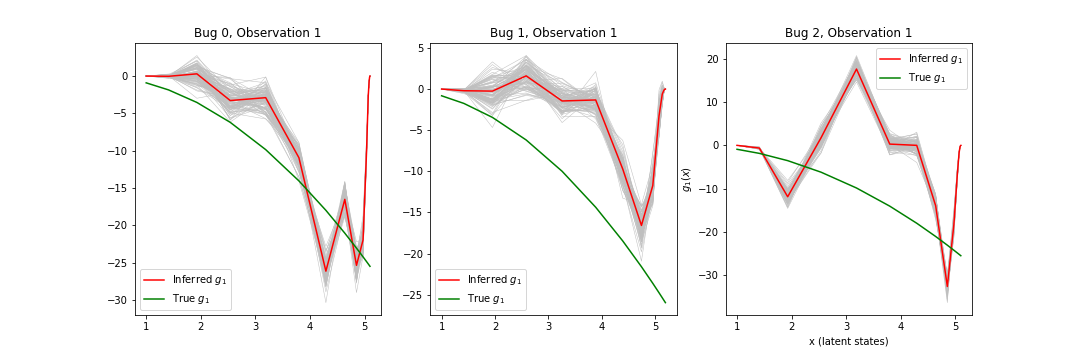 Bug 0, Observation 1
0
−5
−10
−15
−20
−25
−30
1 2 3 4 5
Inferred g₁
True g₁
Bug 1, Observation 1
5
0
−5
−10
−15
−20
−25
1 2 3 4 5
Inferred g₁
True g₁
Bug 2, Observation 1
g₁(x)
20
10
0
−10
−20
−30
1 2 3 4 5
x (latent states)
Inferred g₁
True g₁